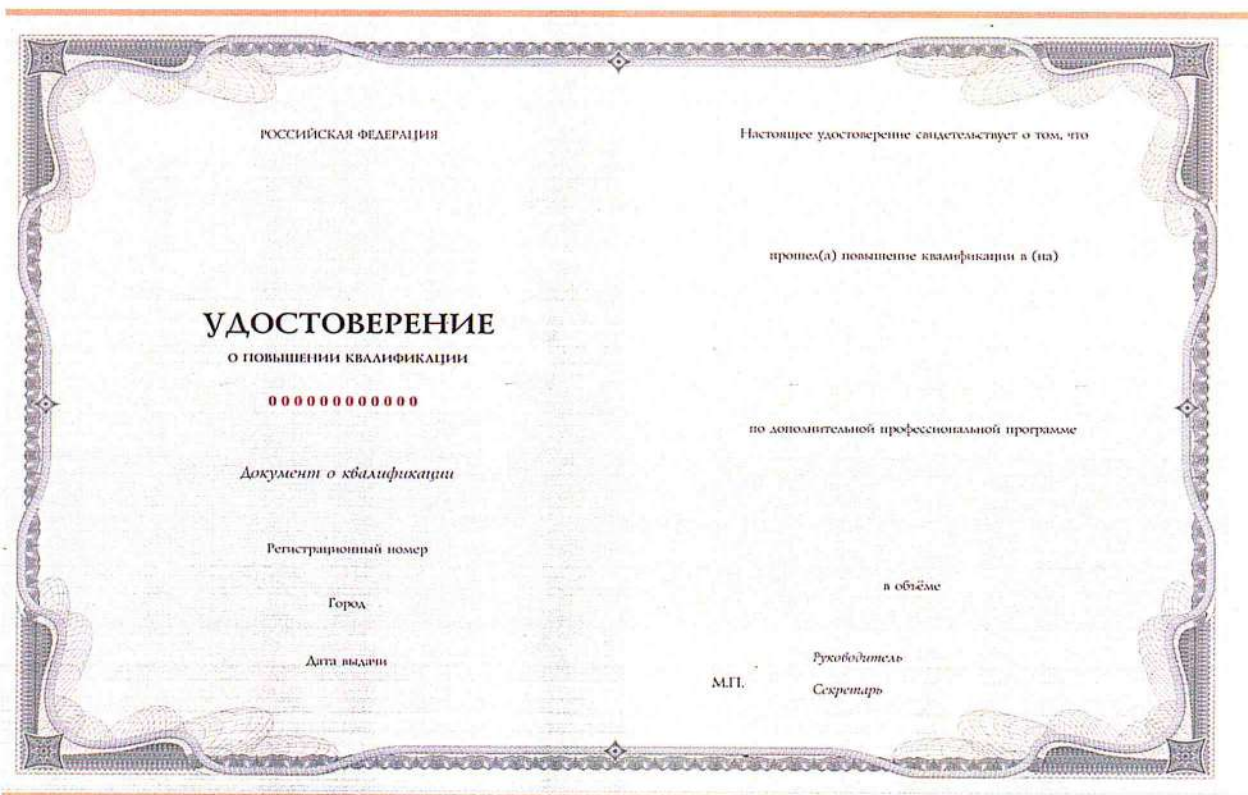 РОССИЙСКАЯ ФЕДЕРАЦИЯ
УДОСТОВЕРЕНИЕ
О ПОВЫШЕНИИ КВАЛИФИКАЦИИ
000000000000
Документ о квалификации
Регистрационный номер
Город
Дата выдачи
Настоящее удостоверение свидетельствует о том, что
прошел(а) повышение квалификации в (на)
по дополнительной профессиональной программе
в объёме
Руководитель
М.П.
Секретарь